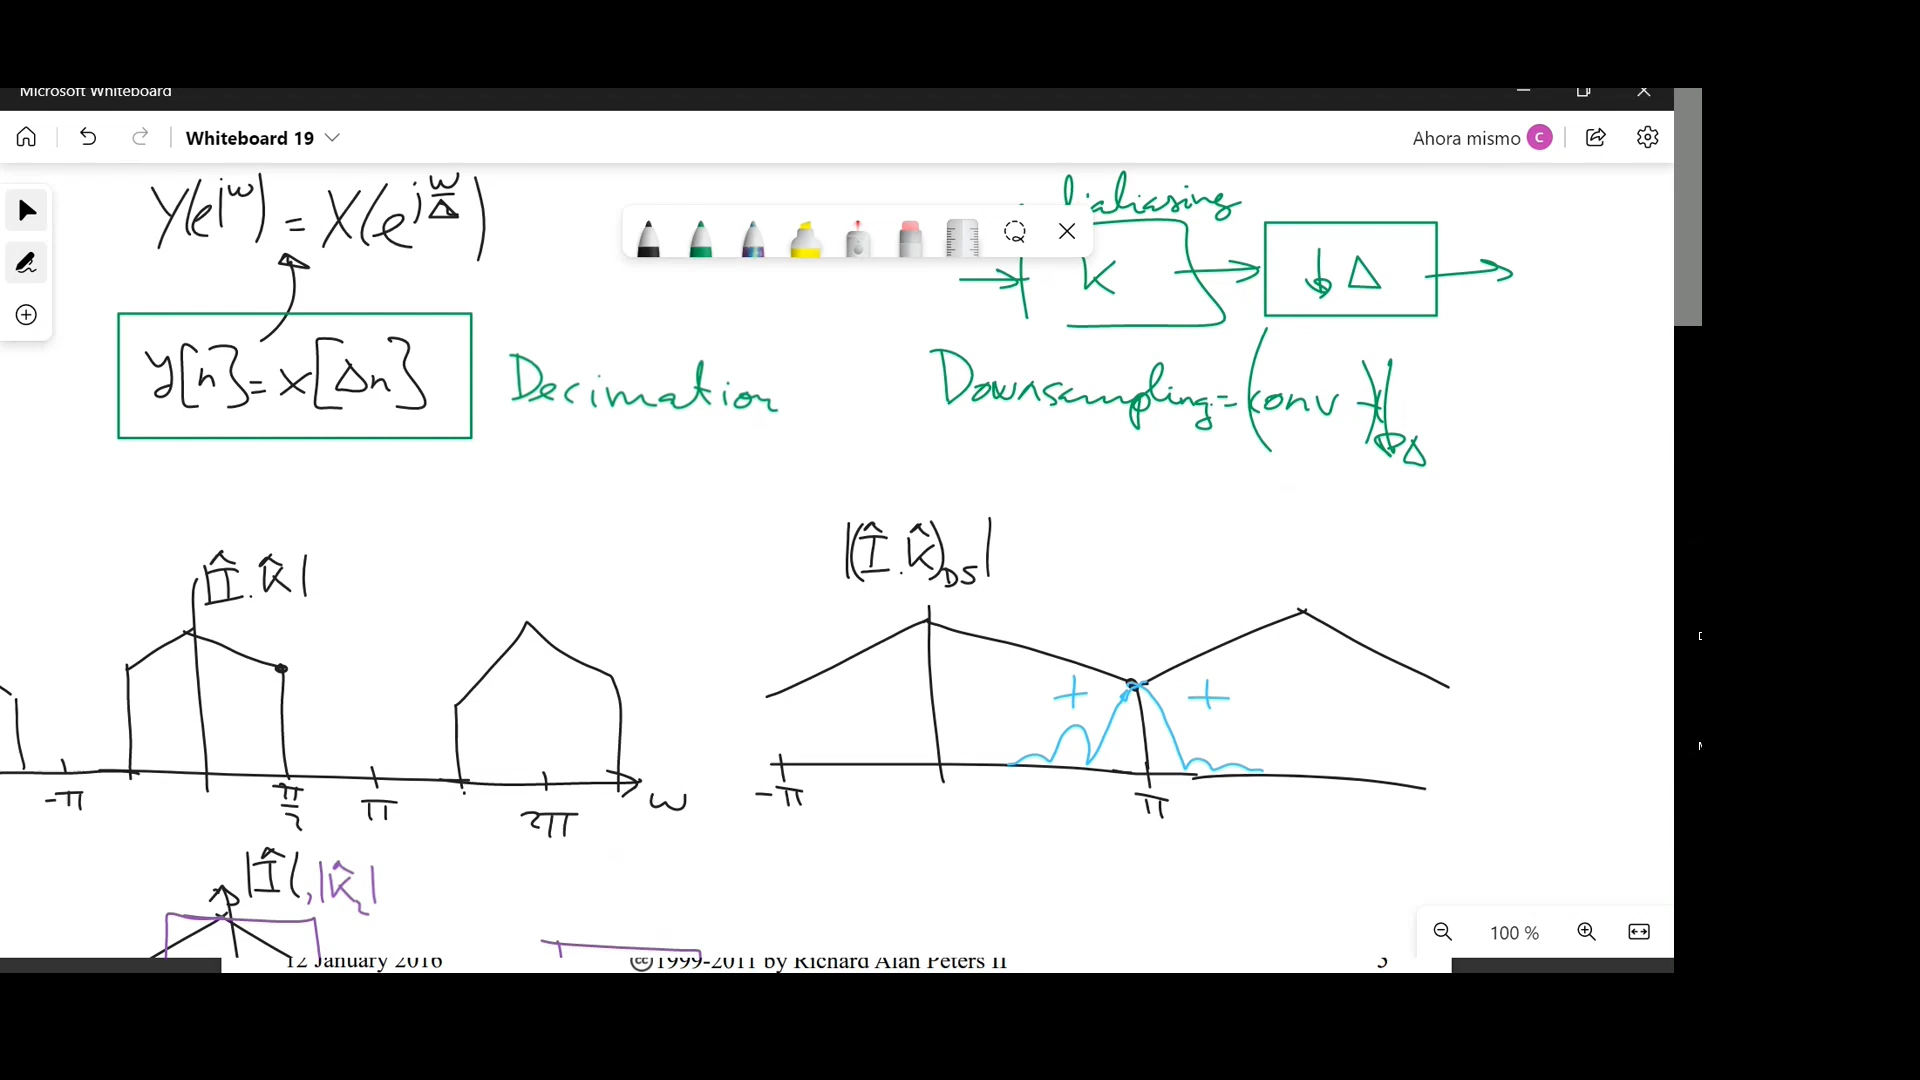 Microsoft Whiteboard
Whiteboard 19
Ahora mismo C
Y(e^{jω}) = X(e^{jω/Δ})
aliasing
K
↓ Δ
y[n] = x[Δn]
Decimation
Downsampling = (conv )|↓Δ
|Î.K̂|
|(Î.K̂)DS|
+ +
-π π/2 π 2π ω
-π π
|Î|, |K̂|
100 %
12 January 2016
©1999-2011 by Richard Alan Peters II